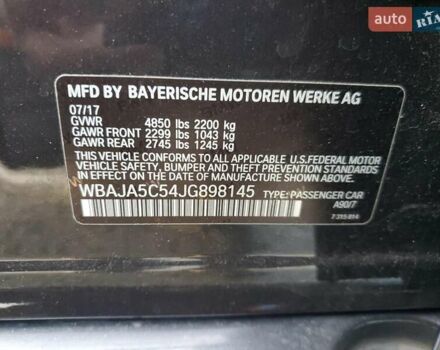 auto.RIA
MFD BY BAYERISCHE MOTOREN WERKE AG
07/17
GVWR 4850 lbs 2200 kg
GAWR FRONT 2299 lbs 1043 kg
GAWR REAR 2745 lbs 1245 kg
THIS VEHICLE CONFORMS TO ALL APPLICABLE U.S.FEDERAL MOTOR
VEHICLE SAFETY, BUMPER AND THEFT PREVENTION STANDARDS
IN EFFECT ON THE DATE OF MANUFACTURE SHOWN ABOVE.
WBAJA5C54JG898145 TYPE: PASSENGER CAR
A90/7
7 315 814